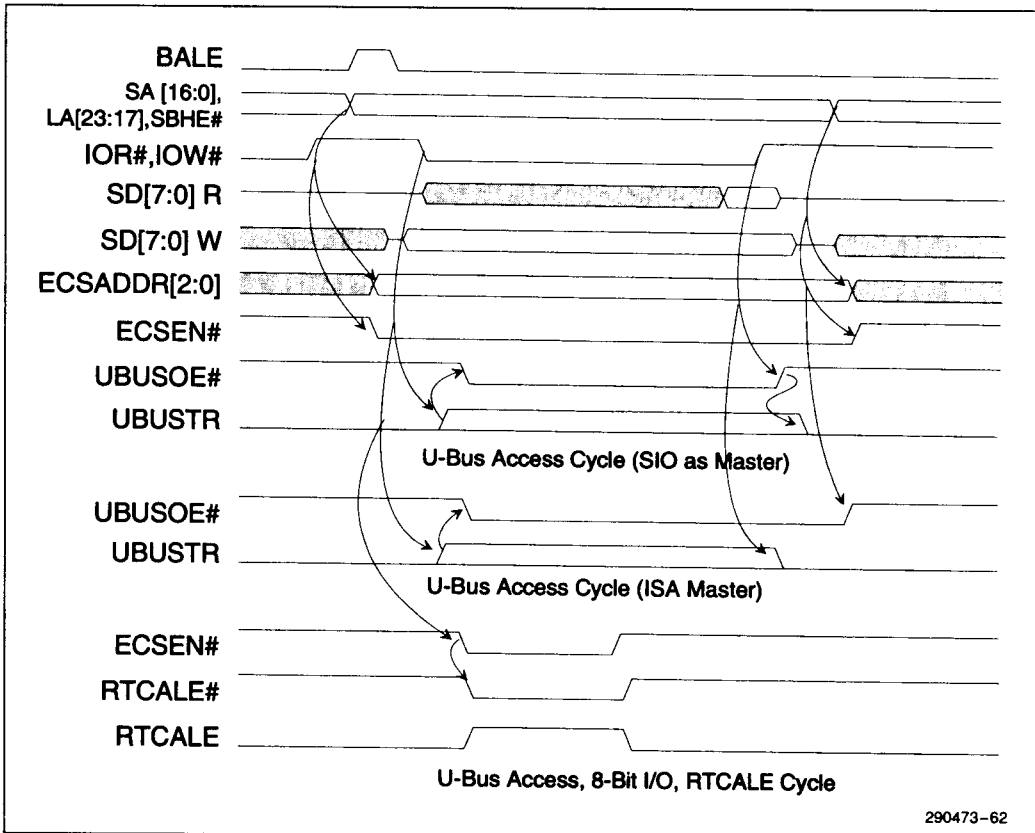 BALE
SA [16:0],
LA[23:17],SBHE#
IOR#,IOW#
SD[7:0] R
SD[7:0] W
ECSADDR[2:0]
ECSEN#
UBUSOE#
UBUSTR
U-Bus Access Cycle (SIO as Master)
UBUSOE#
UBUSTR
U-Bus Access Cycle (ISA Master)
ECSEN#
RTCALE#
RTCALE
U-Bus Access, 8-Bit I/O, RTCALE Cycle
290473-62